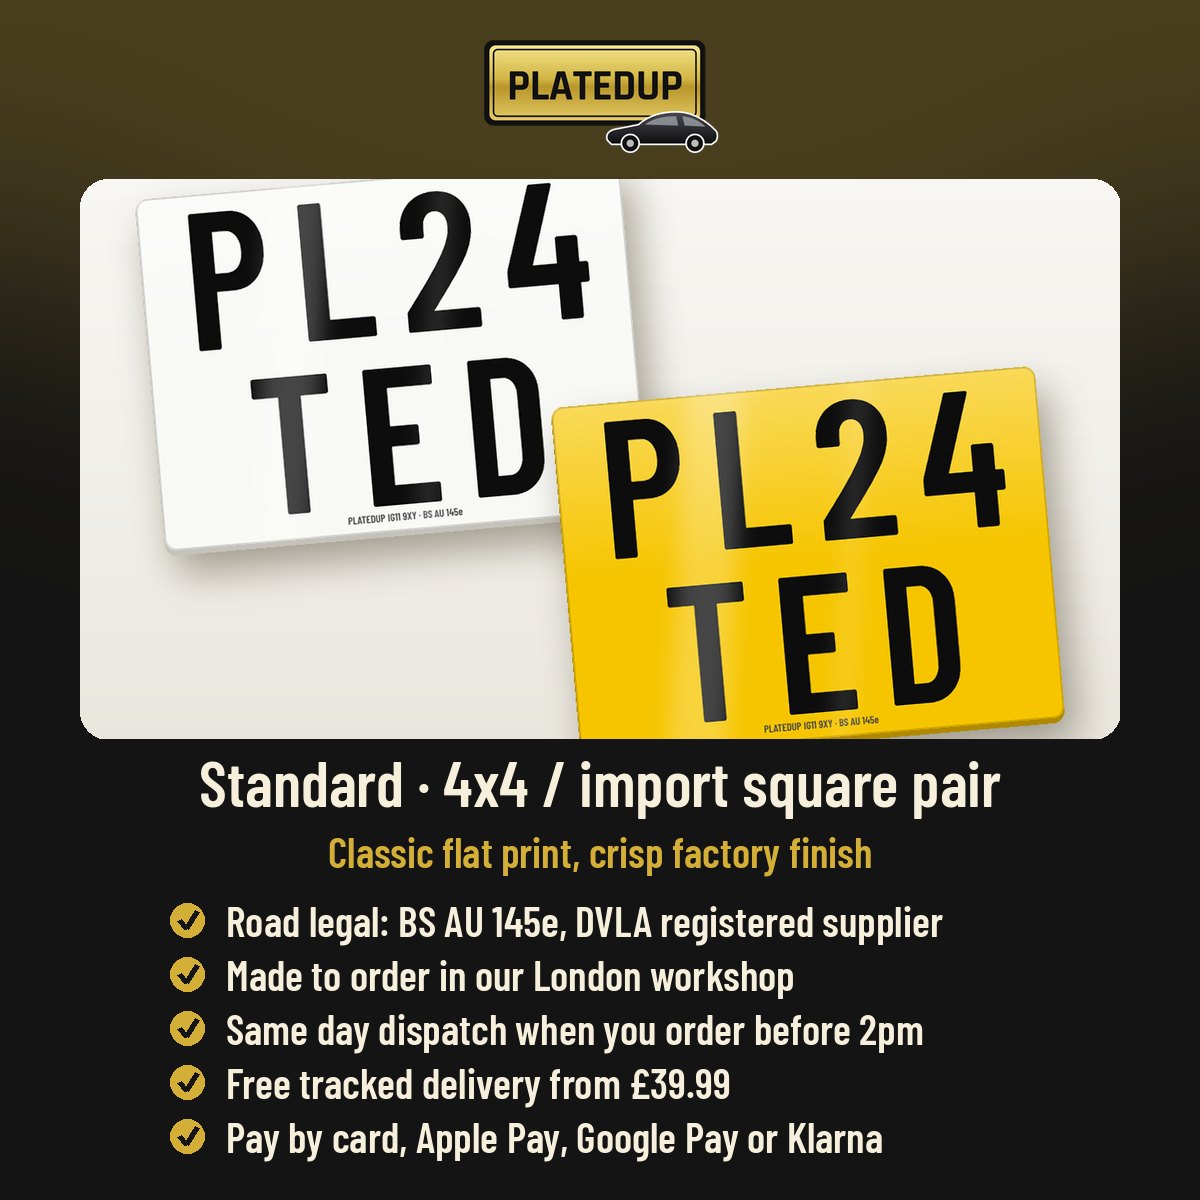 PLATEDUP
PL24
TED
PLATEDUP IG11 9XY · BS AU 145e
PL24
TED
PLATEDUP IG11 9XY · BS AU 145e
Standard · 4x4 / import square pair
Classic flat print, crisp factory finish
Road legal: BS AU 145e, DVLA registered supplier
Made to order in our London workshop
Same day dispatch when you order before 2pm
Free tracked delivery from £39.99
Pay by card, Apple Pay, Google Pay or Klarna